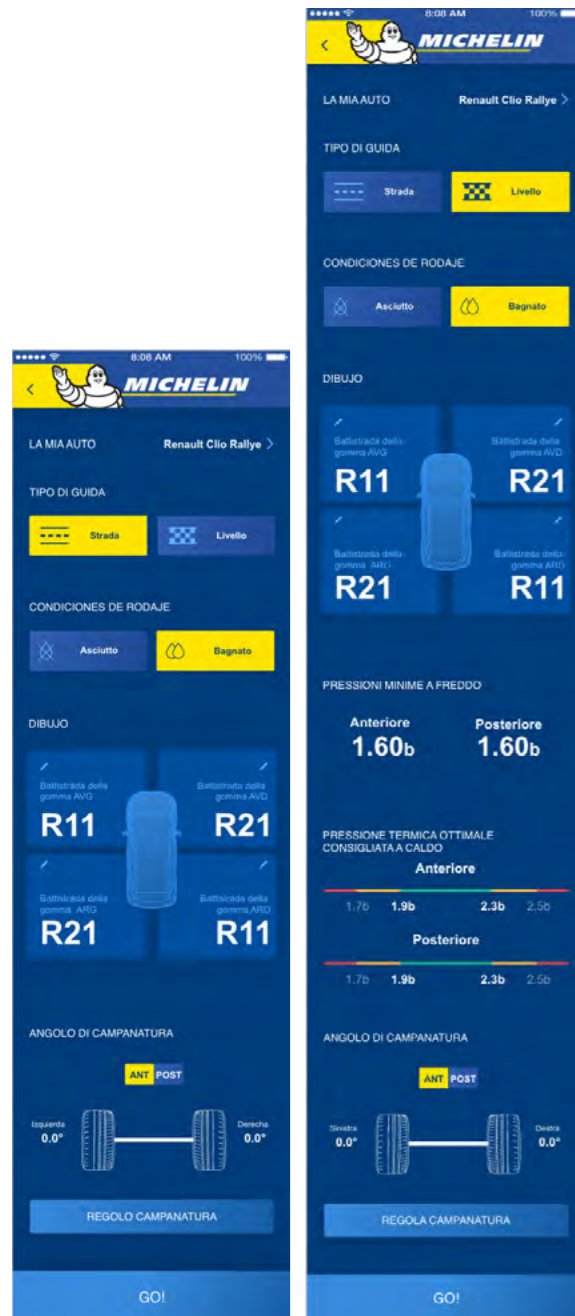 8:08 AM 100%
MICHELIN
LA MIA AUTO Renault Clio Rallye >
TIPO DI GUIDA
Strada Livello
CONDICIONES DE RODAJE
Asciutto Bagnato
DIBUJO
Battistrada della
gomma AVG
R11
Battistrada della
gomma AVD
R21
Battistrada della
gomma ARG
R21
Battistrada della
gomma ARD
R11
ANGOLO DI CAMPANATURA
ANT POST
Izquierda
0.0°
Derecha
0.0°
REGOLO CAMPANATURA
GO!
8:08 AM 100%
MICHELIN
LA MIA AUTO Renault Clio Rallye >
TIPO DI GUIDA
Strada Livello
CONDICIONES DE RODAJE
Asciutto Bagnato
DIBUJO
Battistrada della
gomma AVG
R11
Battistrada della
gomma AVD
R21
Battistrada della
gomma ARG
R21
Battistrada della
gomma ARD
R11
PRESSIONI MINIME A FREDDO
Anteriore Posteriore
1.60b 1.60b
PRESSIONE TERMICA OTTIMALE
CONSIGLIATA A CALDO
Anteriore
1.7b 1.9b 2.3b 2.5b
Posteriore
1.7b 1.9b 2.3b 2.5b
ANGOLO DI CAMPANATURA
ANT POST
Sinistra
0.0°
Destra
0.0°
REGOLA CAMPANATURA
GO!